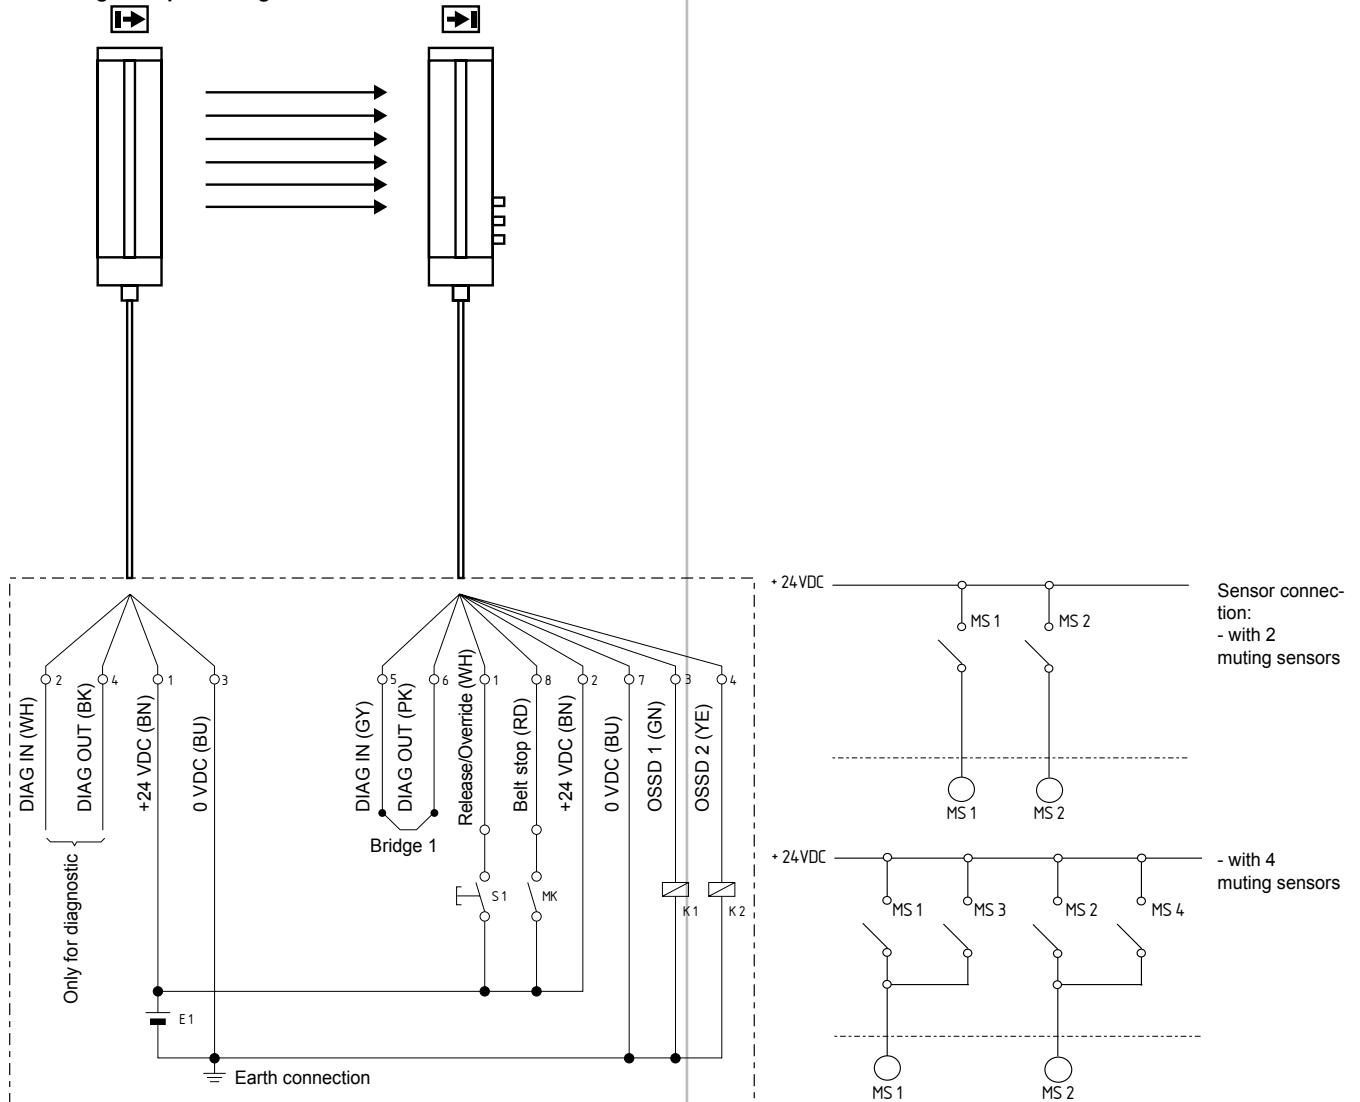 2
4
1
3
DIAG IN (WH)
DIAG OUT (BK)
+24 VDC (BN)
0 VDC (BU)
Only for diagnostic
5
6
1
8
2
7
3
4
DIAG IN (GY)
DIAG OUT (PK)
Release/Override (WH)
Belt stop (RD)
+24 VDC (BN)
0 VDC (BU)
OSSD 1 (GN)
OSSD 2 (YE)
Bridge 1
S1
MK
K1
K2
E1
Earth connection
+ 24VDC
MS 1
MS 2
MS 1
MS 2
Sensor connec-
tion:
- with 2
muting sensors
+ 24VDC
MS 1
MS 3
MS 2
MS 4
MS 1
MS 2
- with 4
muting sensors